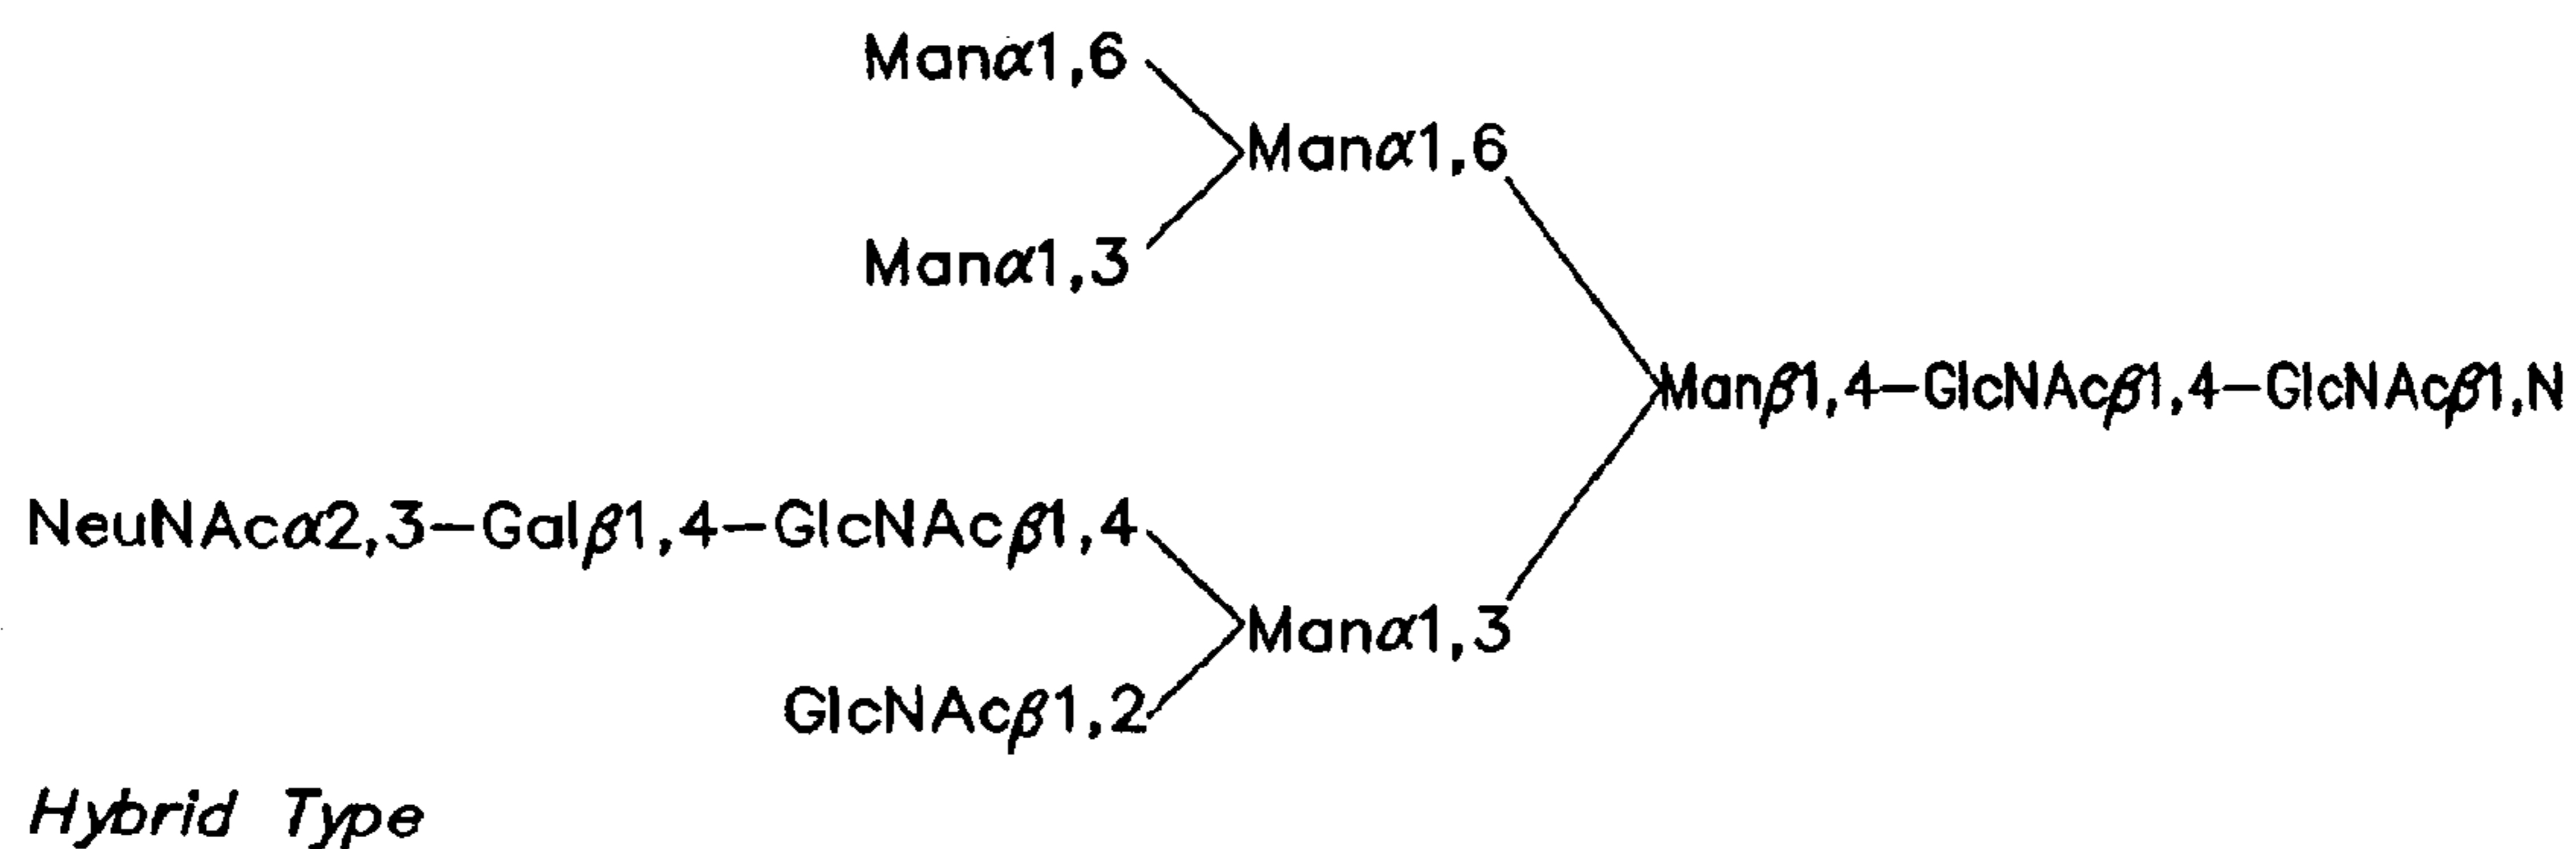 Manα1,6
Manα1,6
Manα1,3
Manβ1,4-GlcNAcβ1,4-GlcNAcβ1,N
NeuNAcα2,3-Galβ1,4-GlcNAcβ1,4
Manα1,3
GlcNAcβ1,2
Hybrid Type